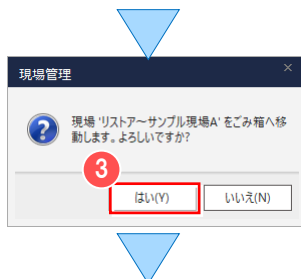 現場管理
現場 'リストア～サンプル現場A' をごみ箱へ移
動します。よろしいですか?
3
はい(Y)
いいえ(N)